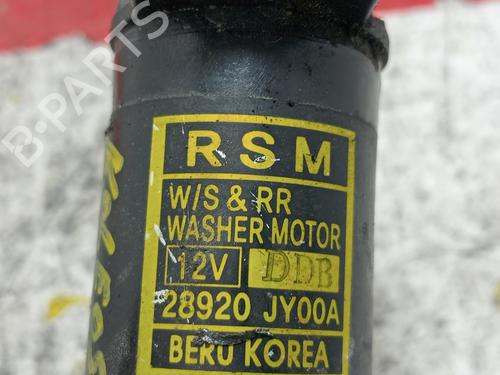 B-PARTS
RSM
W/S & RR
WASHER MOTOR
12V DDB
28920 JY00A
BERU KOREA